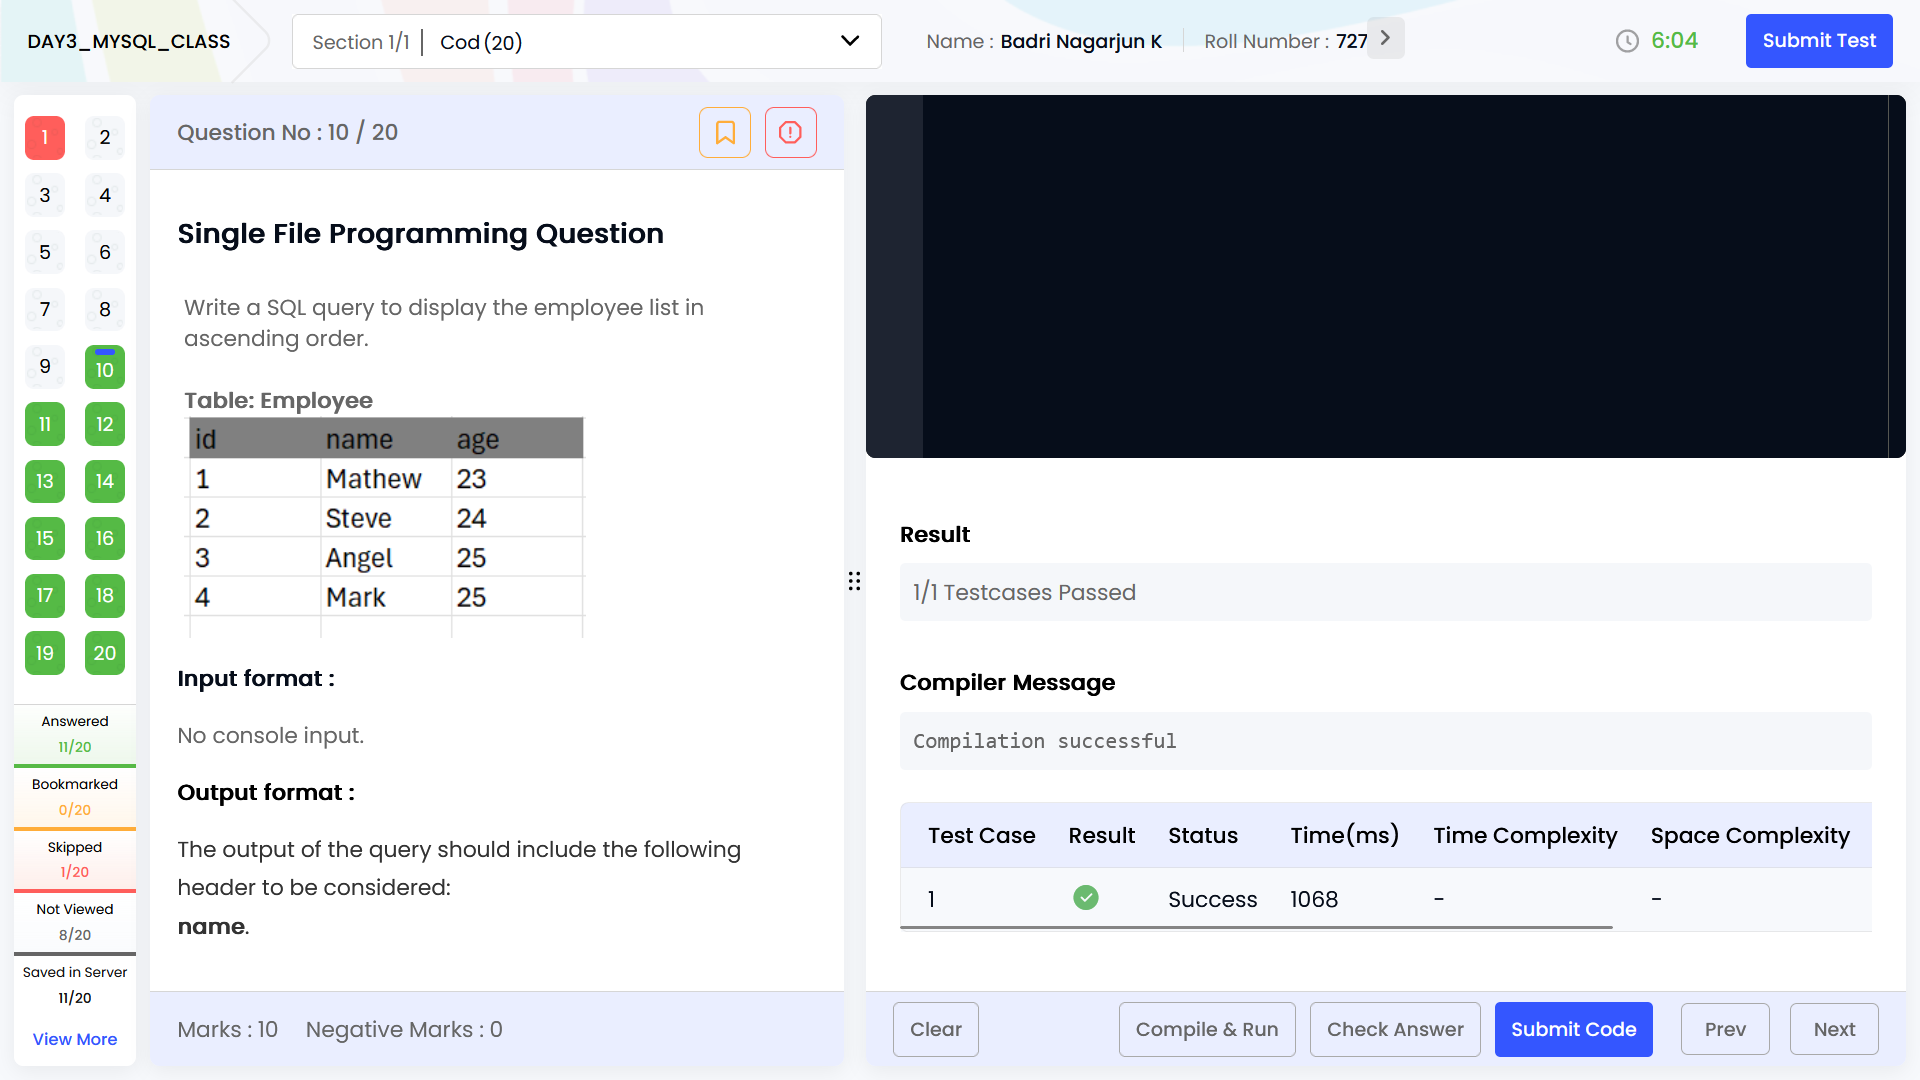 DAY3_MYSQL_CLASS
Section 1/1 | Cod (20)
Name : Badri Nagarjun K
Roll Number : 727
6:04
Submit Test
1 2
3 4
5 6
7 8
9 10
11 12
13 14
15 16
17 18
19 20
Answered
11/20
Bookmarked
0/20
Skipped
1/20
Not Viewed
8/20
Saved in Server
11/20
View More
Question No : 10 / 20
Single File Programming Question
Write a SQL query to display the employee list in
ascending order.
Table: Employee
id name age
1 Mathew 23
2 Steve 24
3 Angel 25
4 Mark 25
Input format :
No console input.
Output format :
The output of the query should include the following
header to be considered:
name.
Marks : 10 Negative Marks : 0
Result
1/1 Testcases Passed
Compiler Message
Compilation successful
Test Case Result Status Time(ms) Time Complexity Space Complexity
1 Success 1068 - -
Clear Compile & Run Check Answer Submit Code Prev Next